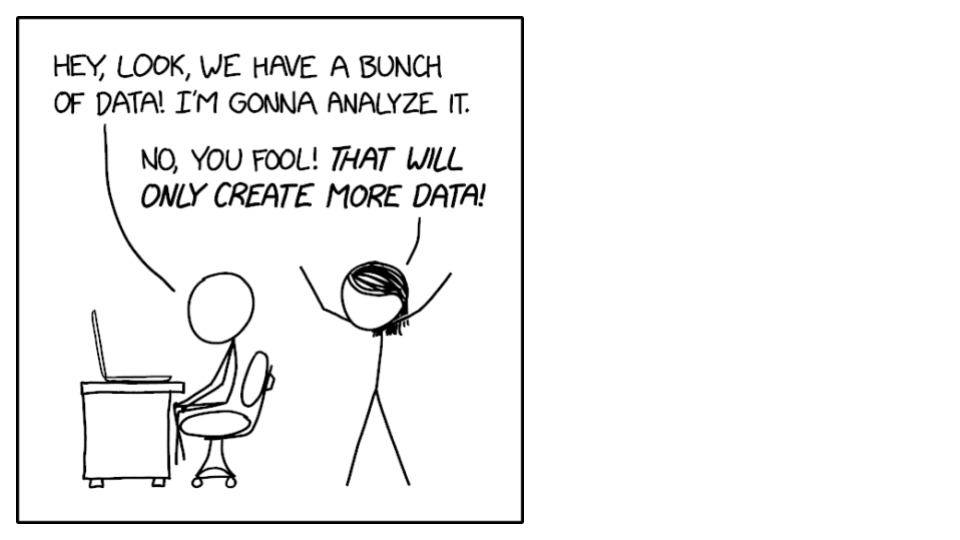 HEY, LOOK, WE HAVE A BUNCH
OF DATA! I'M GONNA ANALYZE IT.
NO, YOU FOOL! THAT WILL
ONLY CREATE MORE DATA!